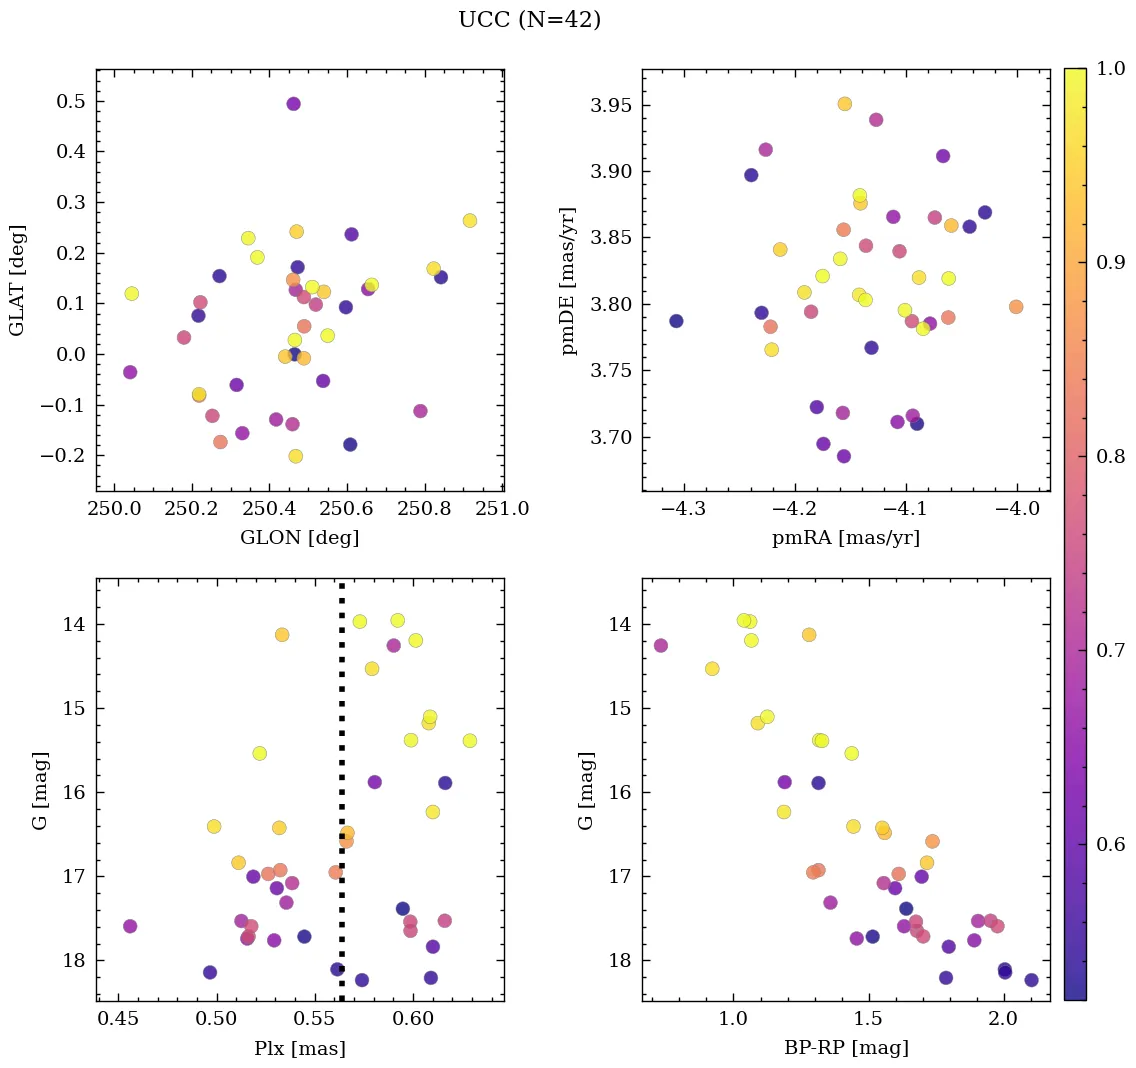 UCC (N=42)
0.5
0.4
0.3
0.2
0.1
0.0
−0.1
−0.2
GLAT [deg]
250.0 250.2 250.4 250.6 250.8 251.0
GLON [deg]
3.95
3.90
3.85
3.80
3.75
3.70
pmDE [mas/yr]
−4.3 −4.2 −4.1 −4.0
pmRA [mas/yr]
1.0
0.9
0.8
0.7
0.6
14
15
16
17
18
G [mag]
0.45 0.50 0.55 0.60
Plx [mas]
14
15
16
17
18
G [mag]
1.0 1.5 2.0
BP-RP [mag]